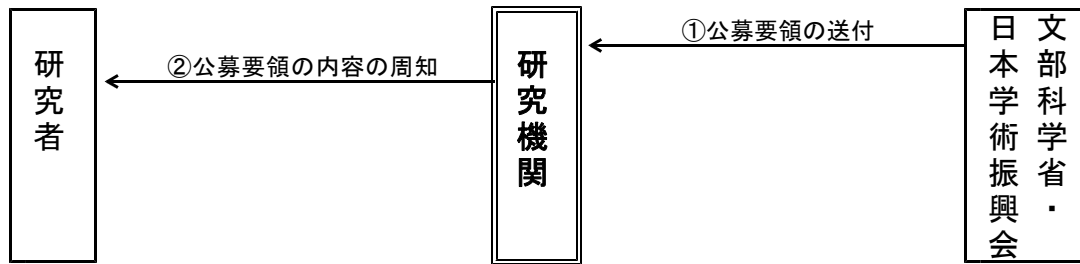 ①公募要領の送付
②公募要領の内容の周知
研究者
研究機関
文部科学省・
日本学術振興会